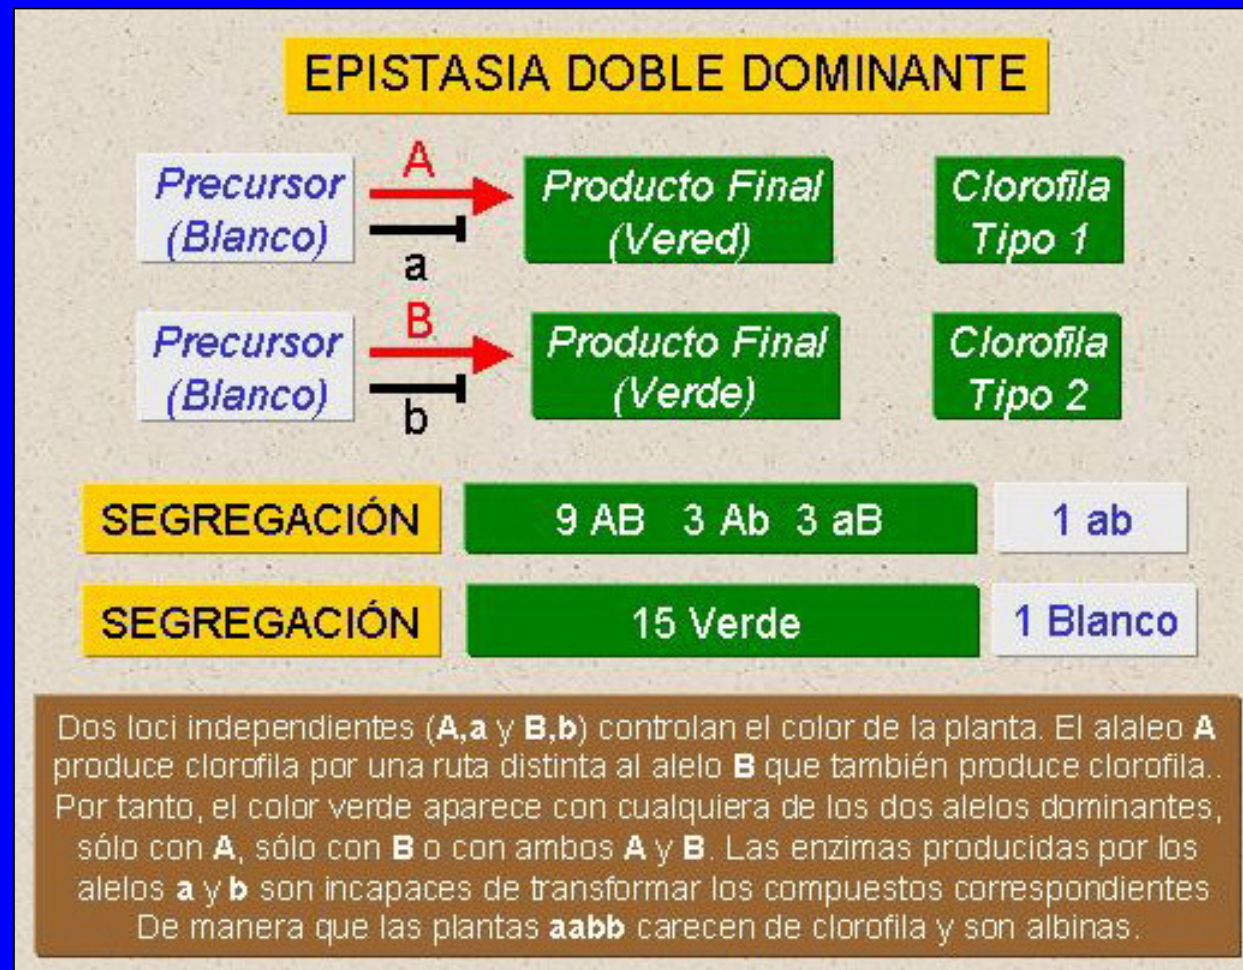 EPISTASIA DOBLE DOMINANTE
Precursor
(Blanco)
A
a
Producto Final
(Vered)
Clorofila
Tipo 1
Precursor
(Blanco)
B
b
Producto Final
(Verde)
Clorofila
Tipo 2
SEGREGACIÓN 9 AB 3 Ab 3 aB 1 ab
SEGREGACIÓN 15 Verde 1 Blanco
Dos loci independientes (A,a y B,b) controlan el color de la planta. El alaleo A
produce clorofila por una ruta distinta al alelo B que también produce clorofila..
Por tanto, el color verde aparece con cualquiera de los dos alelos dominantes,
sólo con A, sólo con B o con ambos A y B. Las enzimas producidas por los
alelos a y b son incapaces de transformar los compuestos correspondientes
De manera que las plantas aabb carecen de clorofila y son albinas.